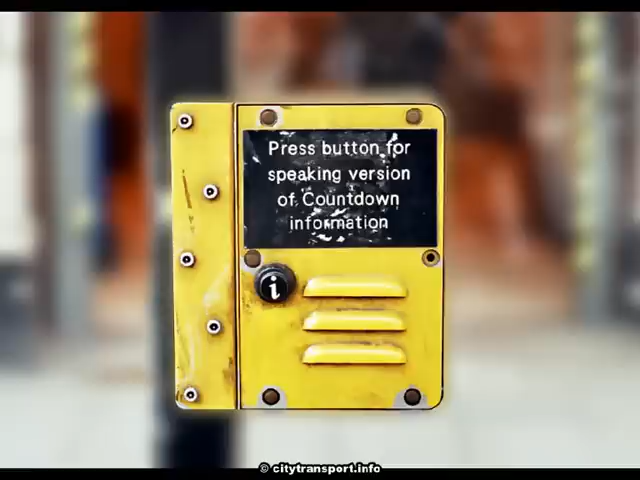 Press button for
speaking version
of Countdown
information
i
© citytransport.info